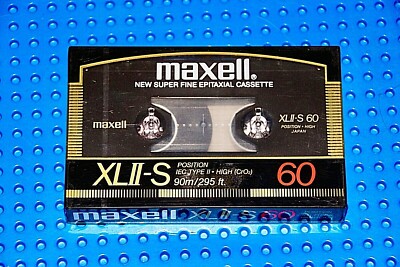 maxell®
NEW SUPER FINE EPITAXIAL CASSETTE
maxell
XLII-S 60
POSITION • HIGH
JAPAN
XLII-S
POSITION
IEC TYPE II • HIGH (CrO₂)
90m/295 ft.
60
maxell XLII-S 60